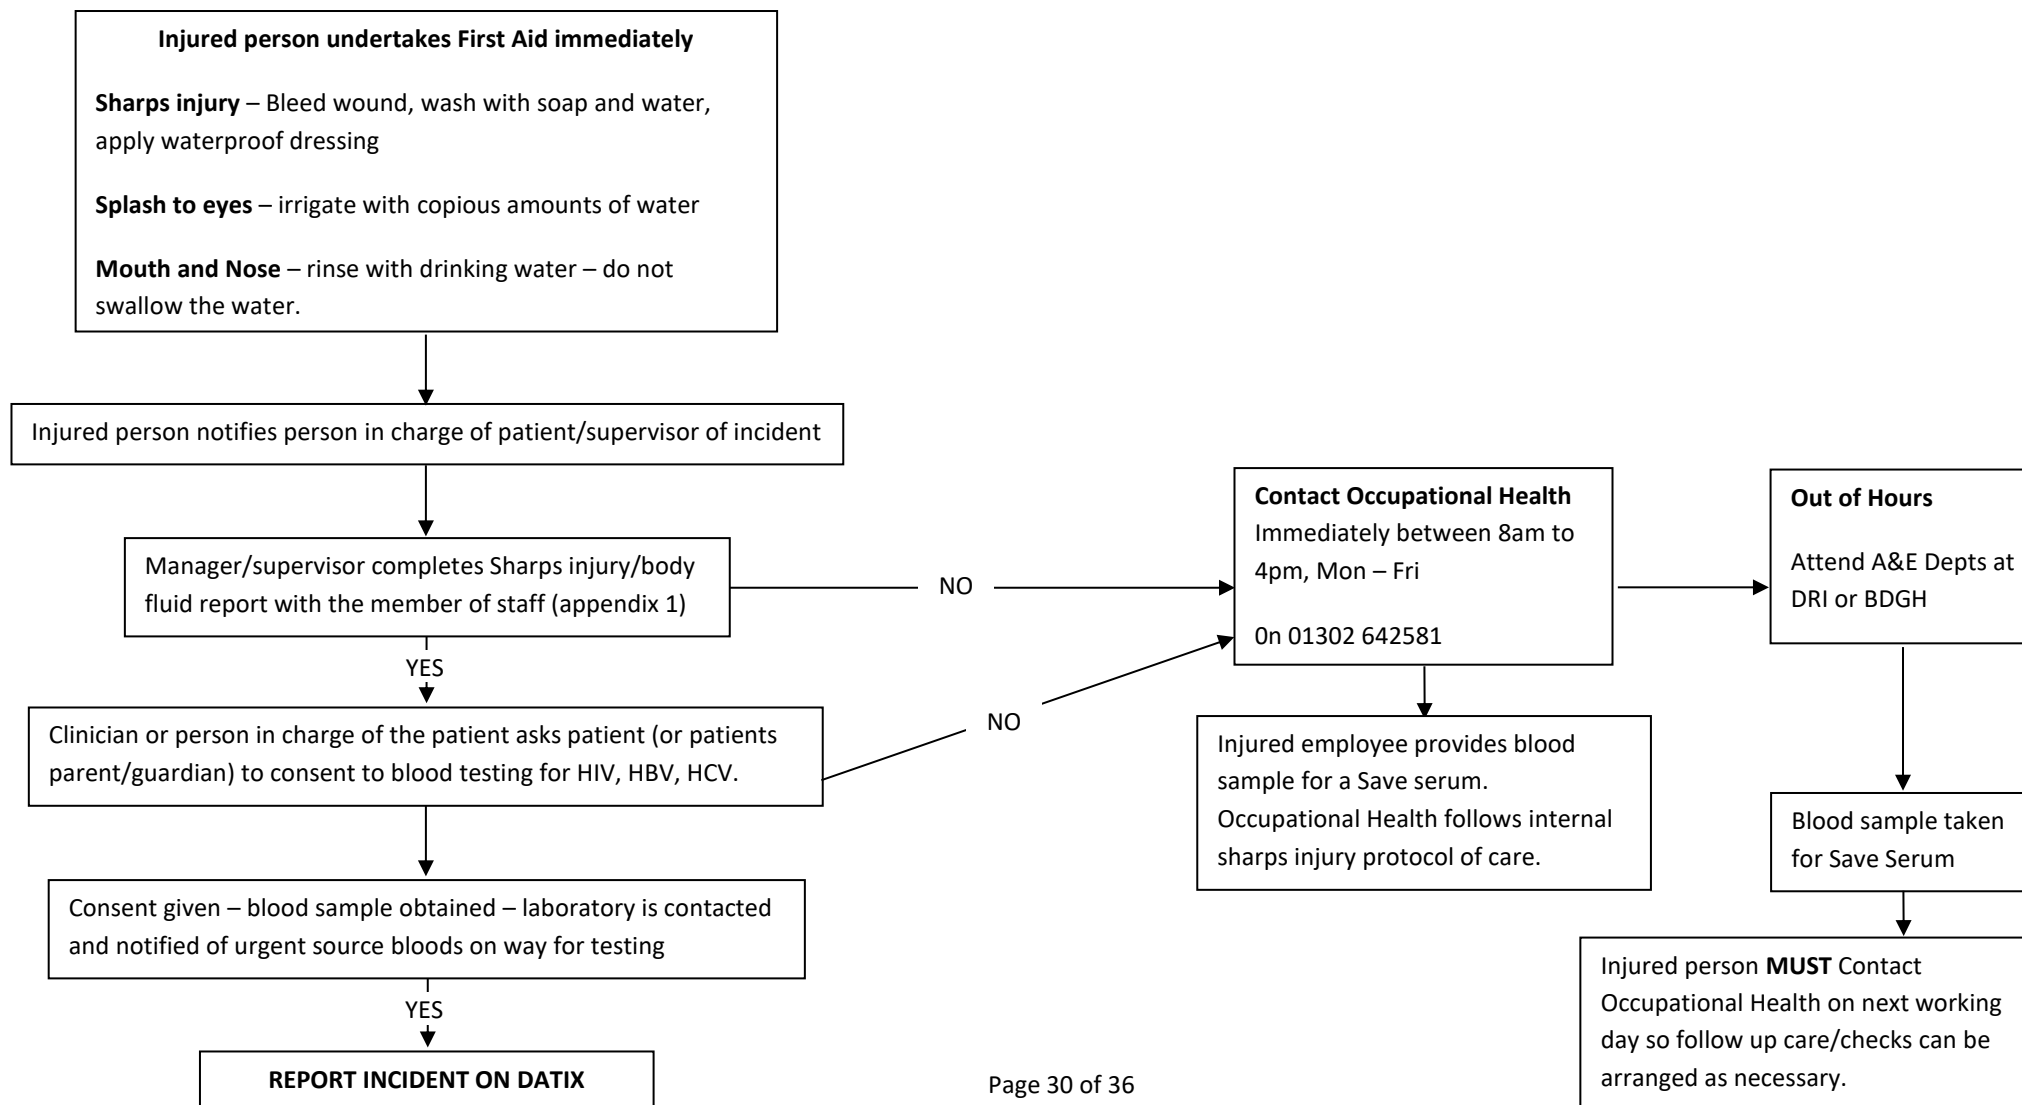 Injured person undertakes First Aid immediately
Sharps injury – Bleed wound, wash with soap and water,
apply waterproof dressing
Splash to eyes – irrigate with copious amounts of water
Mouth and Nose – rinse with drinking water – do not
swallow the water.
Injured person notifies person in charge of patient/supervisor of incident
Manager/supervisor completes Sharps injury/body
fluid report with the member of staff (appendix 1)
NO
Contact Occupational Health
Immediately between 8am to
4pm, Mon – Fri
0n 01302 642581
Out of Hours
Attend A&E Depts at
DRI or BDGH
YES
Clinician or person in charge of the patient asks patient (or patients
parent/guardian) to consent to blood testing for HIV, HBV, HCV.
NO
Injured employee provides blood
sample for a Save serum.
Occupational Health follows internal
sharps injury protocol of care.
Blood sample taken
for Save Serum
Consent given – blood sample obtained – laboratory is contacted
and notified of urgent source bloods on way for testing
YES
REPORT INCIDENT ON DATIX
Injured person MUST Contact
Occupational Health on next working
day so follow up care/checks can be
arranged as necessary.
Page 30 of 36